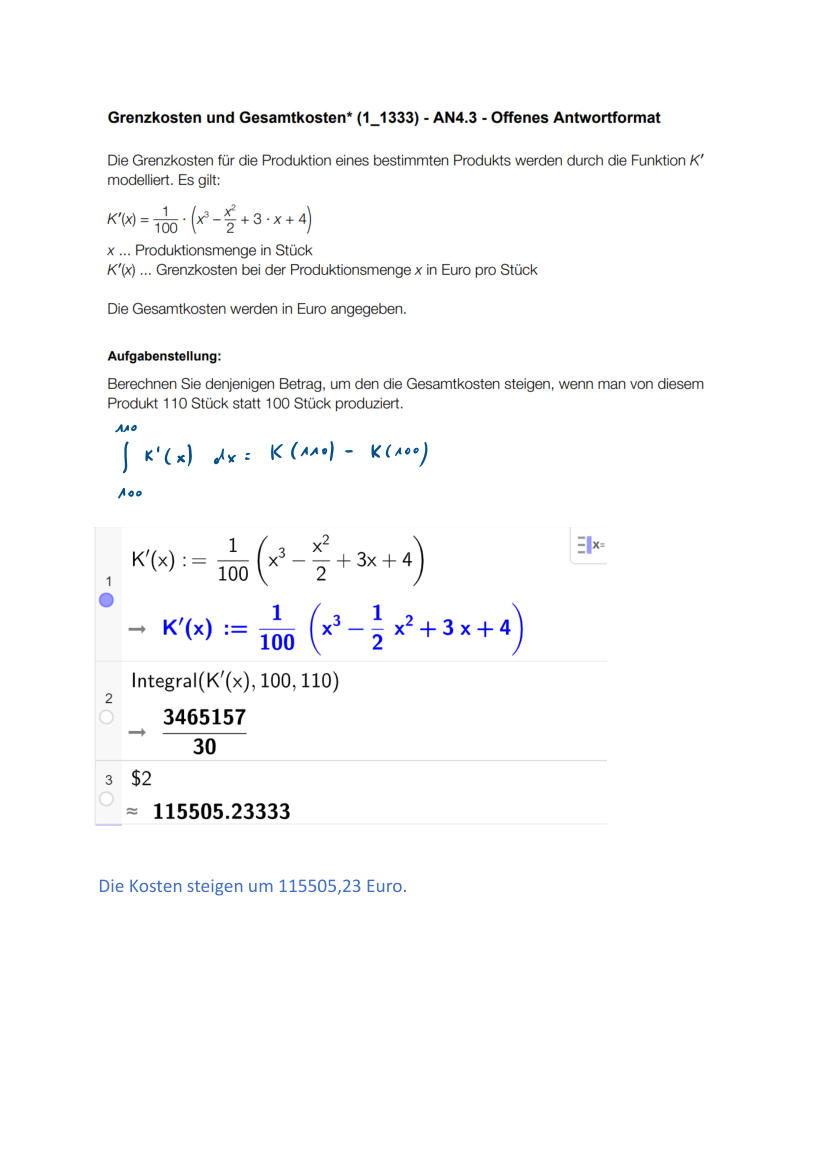 Grenzkosten und Gesamtkosten* (1_1333) - AN4.3 - Offenes Antwortformat
Die Grenzkosten für die Produktion eines bestimmten Produkts werden durch die Funktion K′
modelliert. Es gilt:
K′(x) = 1/100 · (x³ − x²/2 + 3 · x + 4)
x ... Produktionsmenge in Stück
K′(x) ... Grenzkosten bei der Produktionsmenge x in Euro pro Stück
Die Gesamtkosten werden in Euro angegeben.
Aufgabenstellung:
Berechnen Sie denjenigen Betrag, um den die Gesamtkosten steigen, wenn man von diesem
Produkt 110 Stück statt 100 Stück produziert.
110
∫ K'(x) dx = K(110) - K(100)
100
K′(x) := 1/100 (x³ − x²/2 + 3x + 4)
x=
1
→ K′(x) := 1/100 (x³ − 1/2 x² + 3 x + 4)
Integral(K′(x), 100, 110)
2
→ 3465157/30
3 $2
≈ 115505.23333
Die Kosten steigen um 115505,23 Euro.